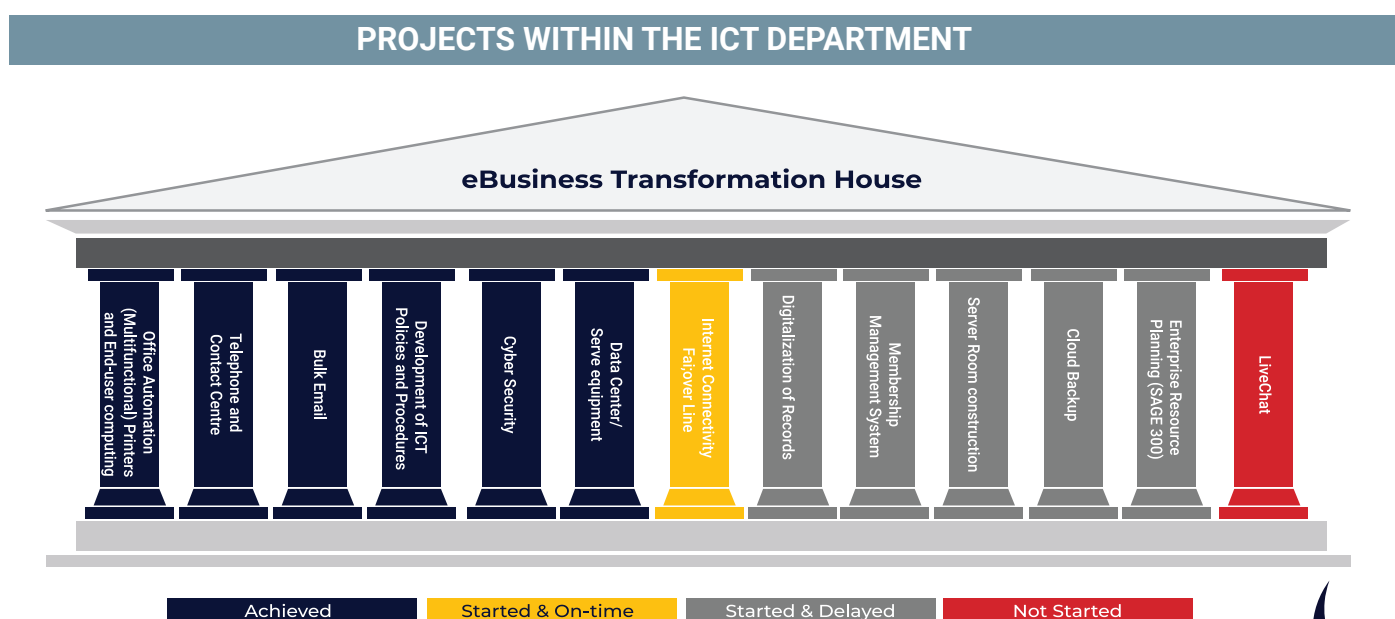 PROJECTS WITHIN THE ICT DEPARTMENT
eBusiness Transformation House
Office Automation
(Multifunctional) Printers
and End-user computing
Telephone and
Contact Centre
Bulk Email
Development of ICT
Policies and Procedures
Cyber Security
Data Center/
Serve equipment
Internet Connectivity
Fai;over Line
Digitalization of Records
Membership
Management System
Server Room construction
Cloud Backup
Enterprise Resource
Planning (SAGE 300)
LiveChat
Achieved
Started & On-time
Started & Delayed
Not Started